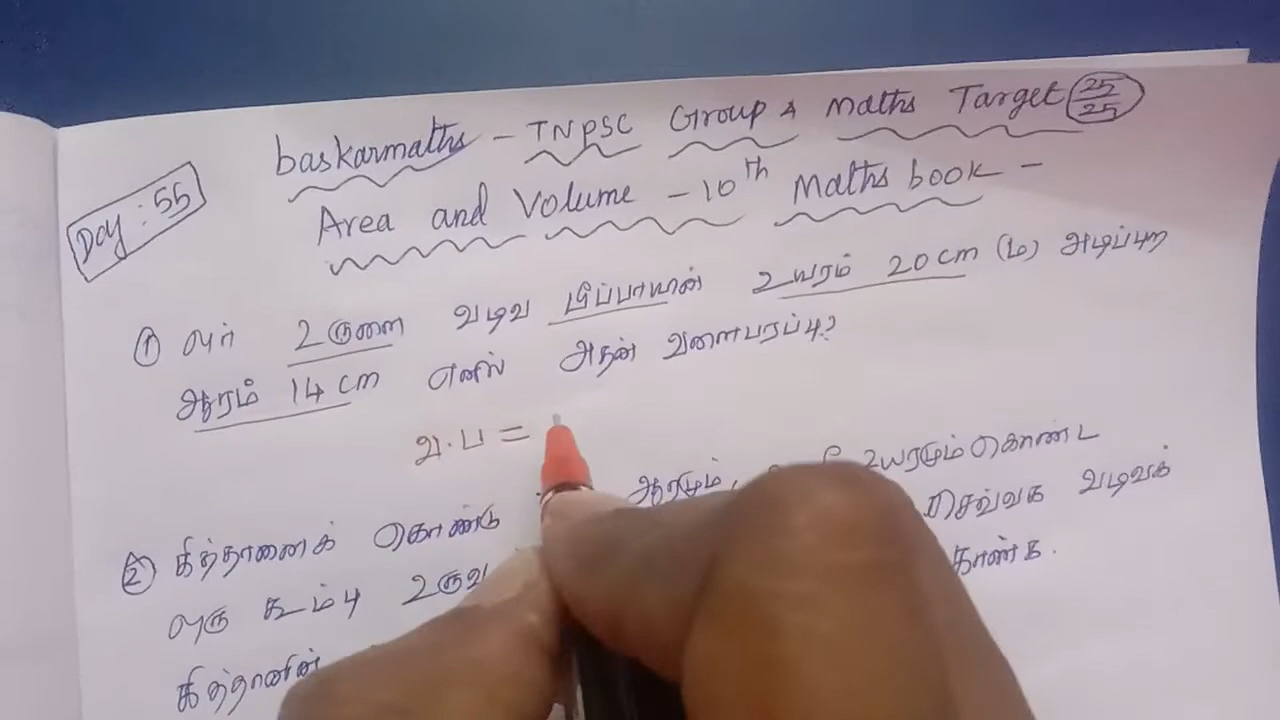 Day : 55
baskarmaths - TNPSC Group 4 Maths Target 25/25
Area and Volume - 10th Maths book -
① ஓர் உருளை வடிவ பீப்பாயின் உயரம் 20 cm (ம) அடிப்புற
ஆரம் 14 cm எனில் அதன் வளைபரப்பு?
வ.ப =
② கித்தானைக் கொண்டு ஆரமும், உயரமும் கொண்ட
ஒரு கூம்பு செவ்வக வடிவக்
கித்தானின் காண்க.